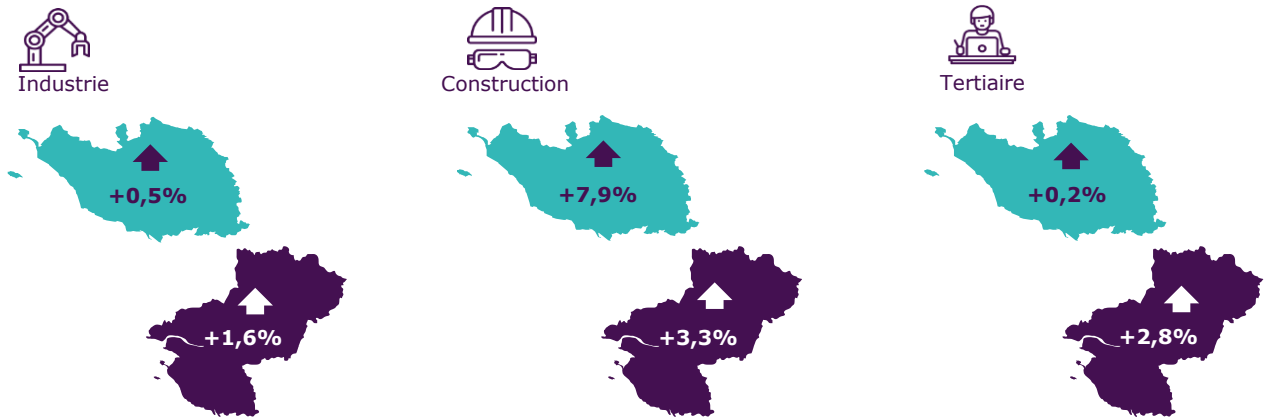 Industrie
Construction
Tertiaire
+0,5%
+7,9%
+0,2%
+1,6%
+3,3%
+2,8%